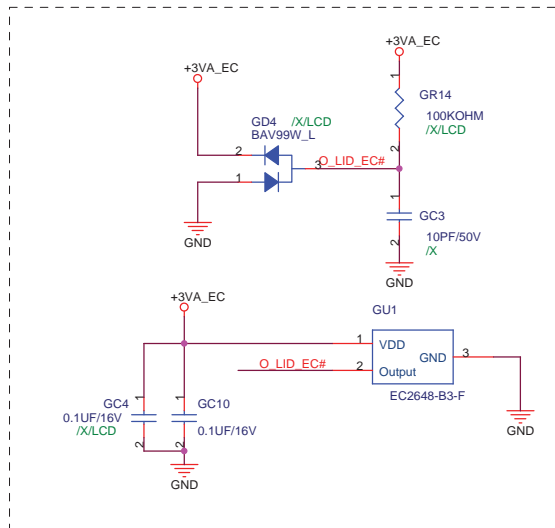 +3VA_EC
+3VA_EC
1
GR14
100KOHM
/X/LCD
2
GD4 /X/LCD
BAV99W_L
2
3
O_LID_EC#
1
GND
1
GC3
10PF/50V
/X
2
GND
+3VA_EC
GU1
1
VDD
GND
3
O_LID_EC#
2
Output
EC2648-B3-F
GC4
0.1UF/16V
/X/LCD
1
2
GC10
0.1UF/16V
1
2
GND
GND